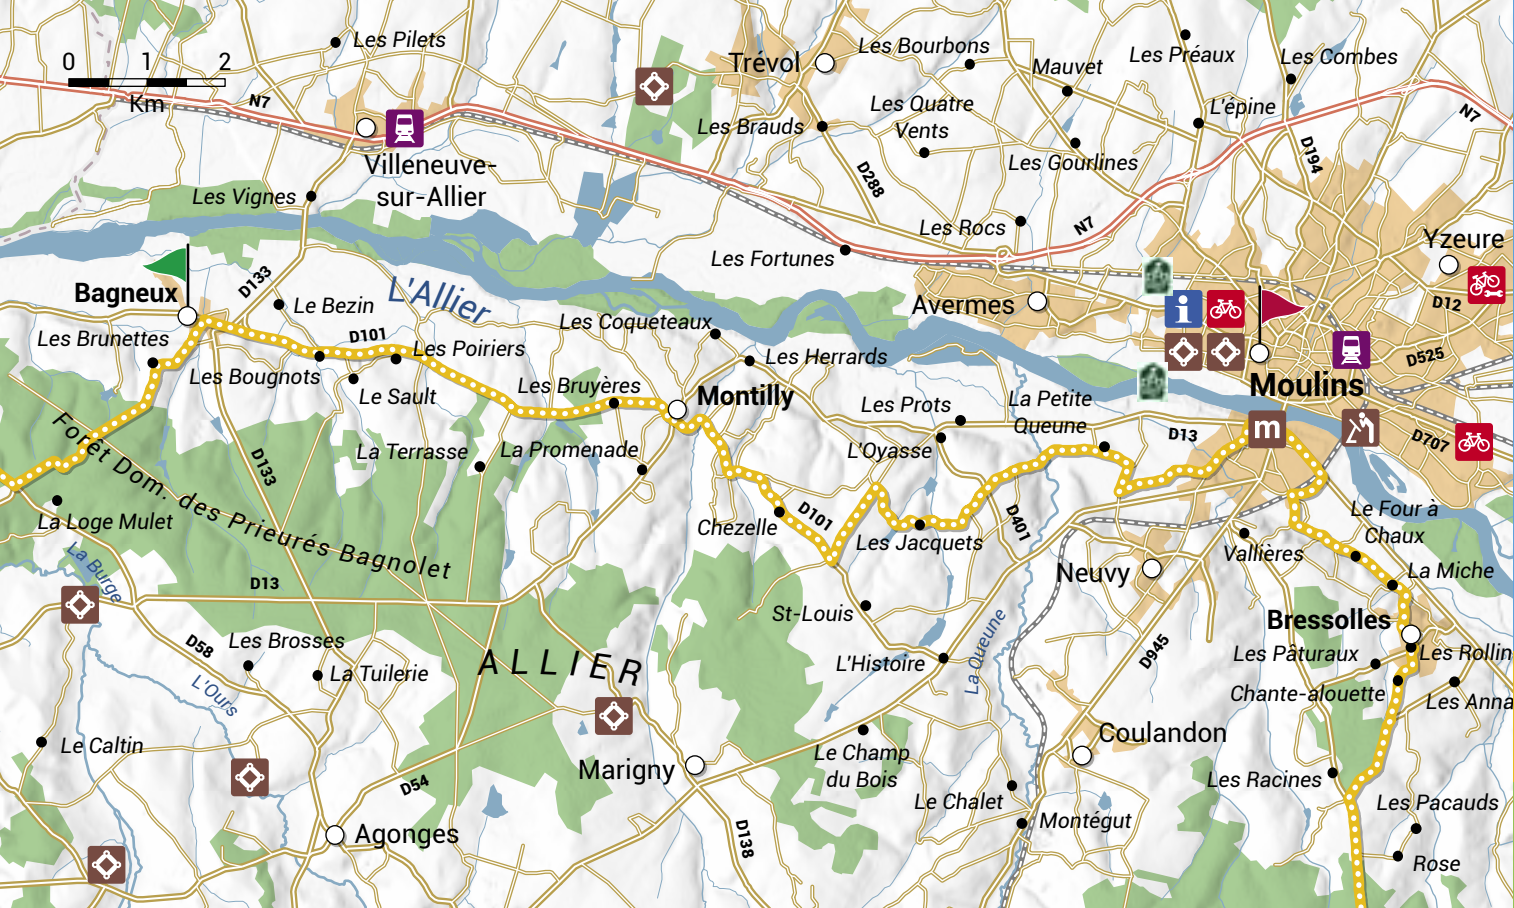 Les Pilets
Trévol
Les Bourbons
Les Préaux
Les Combes
0 1 2
Km
N7
Mauvet
Les Quatre
Vents
L'épine
N7
Les Brauds
Villeneuve-
sur-Allier
D288
Les Gourlines
D194
Les Vignes
Les Rocs
N7
Yzeure
Les Fortunes
Bagneux
D133
Le Bezin
L'Allier
Avermes
D12
Les Brunettes
D101
Les Poiriers
Les Coqueteaux
Les Herrards
D525
Les Bougnots
Le Sault
Les Bruyères
Montilly
Les Prots
La Petite
Queune
Moulins
m
D13
D707
Forêt Dom. des Prieurés Bagnolet
D133
La Terrasse
La Promenade
L'Oyasse
La Loge Mulet
Chezelle
D101
Les Jacquets
D401
Le Four à
Chaux
Vallières
La Burge
D13
Neuvy
La Miche
St-Louis
Bressolles
D58
Les Brosses
La Tuilerie
ALLIER
L'Histoire
La Queune
D945
Les Pâturaux
Les Rollin
L'Ours
Chante-alouette
Les Anna
Le Caltin
Marigny
Le Champ
du Bois
Coulandon
Les Racines
D54
Le Chalet
Les Pacauds
Agonges
D138
Montégut
Rose